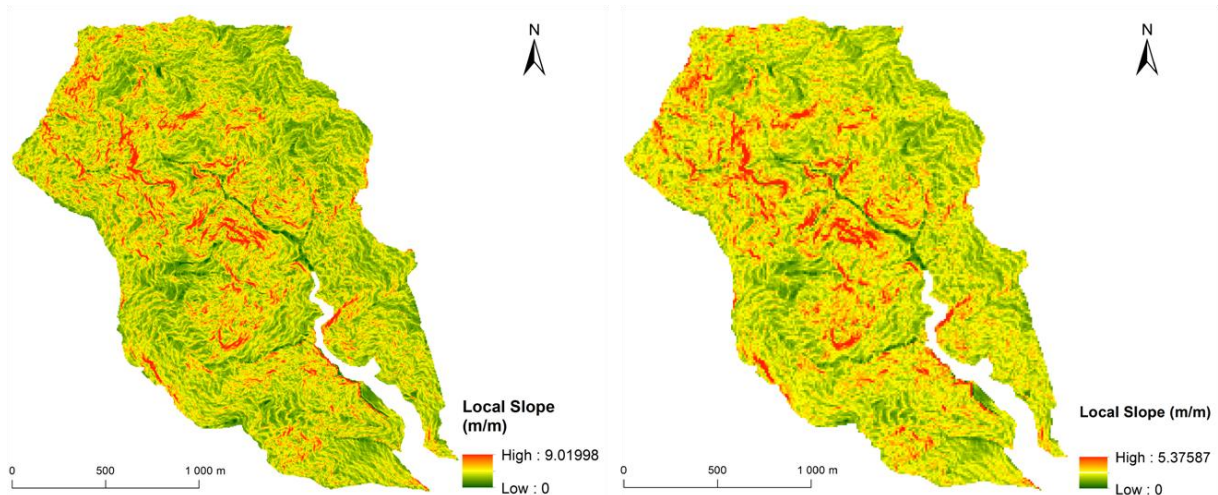 N
Local Slope
(m/m)
High : 9.01998
Low : 0
0 500 1 000 m
N
Local Slope (m/m)
High : 5.37587
Low : 0
0 500 1 000 m